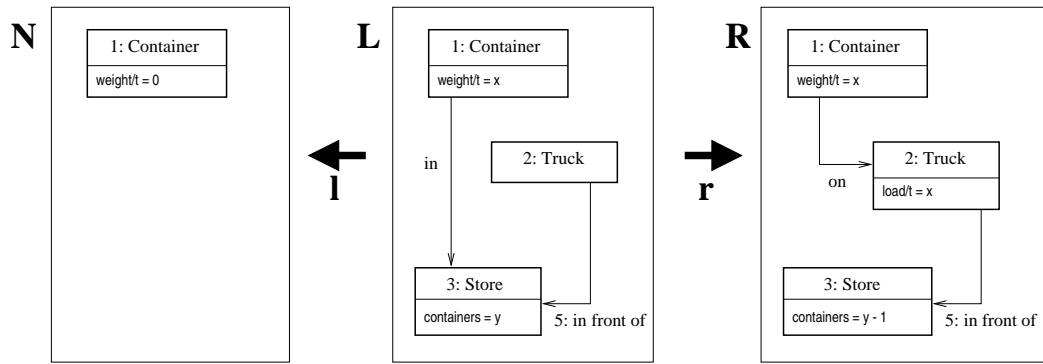 N
1: Container
weight/t = 0
l
L
1: Container
weight/t = x
in
2: Truck
3: Store
containers = y
5: in front of
r
R
1: Container
weight/t = x
on
2: Truck
load/t = x
3: Store
containers = y - 1
5: in front of